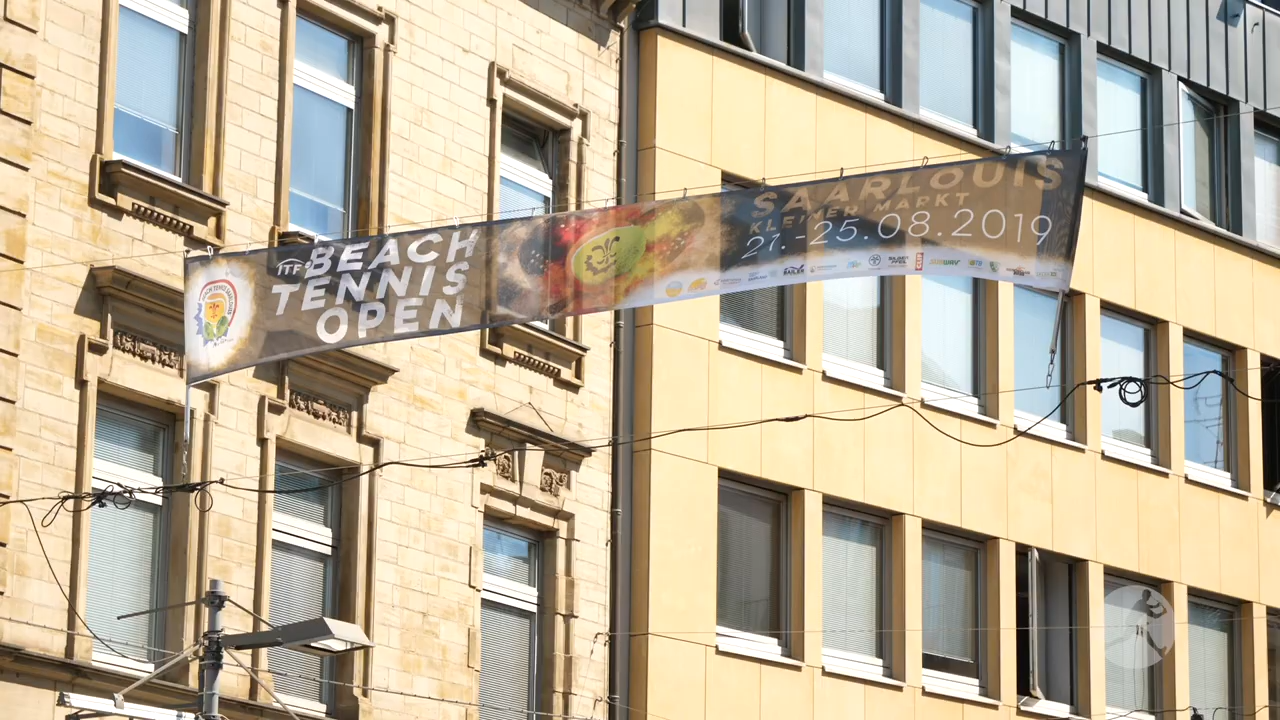 ITF BEACH
TENNIS
OPEN
SAARLOUIS
KLEINER MARKT
21.-25.08.2019